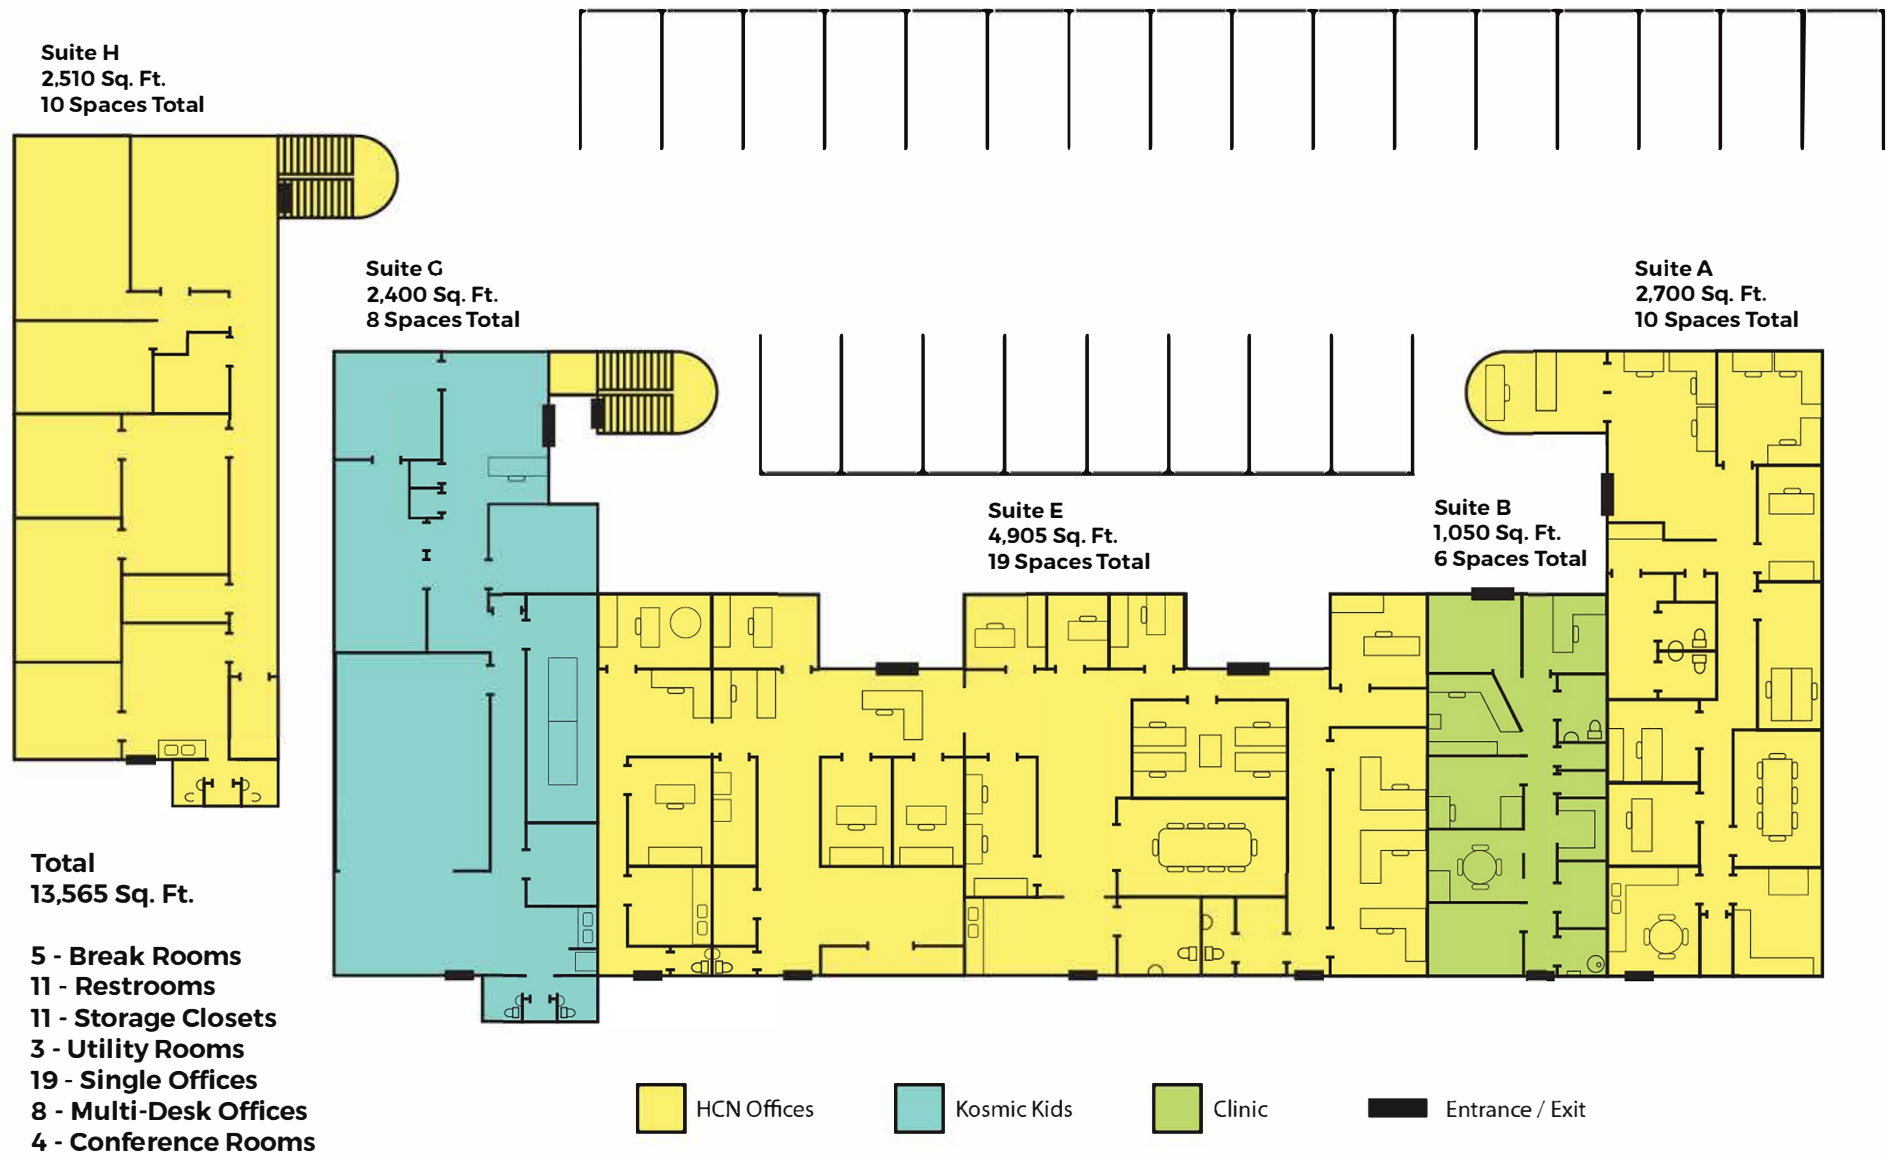 Suite H
2,510 Sq. Ft.
10 Spaces Total
Suite G
2,400 Sq. Ft.
8 Spaces Total
Suite A
2,700 Sq. Ft.
10 Spaces Total
Suite E
4,905 Sq. Ft.
19 Spaces Total
Suite B
1,050 Sq. Ft.
6 Spaces Total
Total
13,565 Sq. Ft.
5 - Break Rooms
11 - Restrooms
11 - Storage Closets
3 - Utility Rooms
19 - Single Offices
8 - Multi-Desk Offices
4 - Conference Rooms
HCN Offices
Kosmic Kids
Clinic
Entrance / Exit